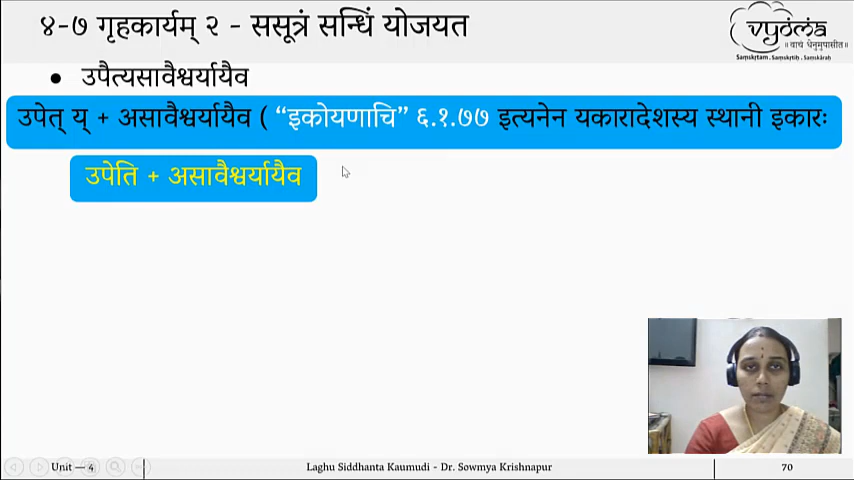 ४-७ गृहकार्यम् २ - ससूत्रं सन्धिं योजयत
vyoma
॥ वाचं धेनुमुपासीत ॥
Saṃskṛtam . Saṃskṛtiḥ . Saṃskāraḥ
• उपैत्यसावैश्वर्यायैव
उपेत् य् + असावैश्वर्यायैव ( “इकोयणाचि” ६.१.७७ इत्यनेन यकारादेशस्य स्थानी इकारः
उपेति + असावैश्वर्यायैव
Unit — 4
Laghu Siddhanta Kaumudi - Dr. Sowmya Krishnapur
70